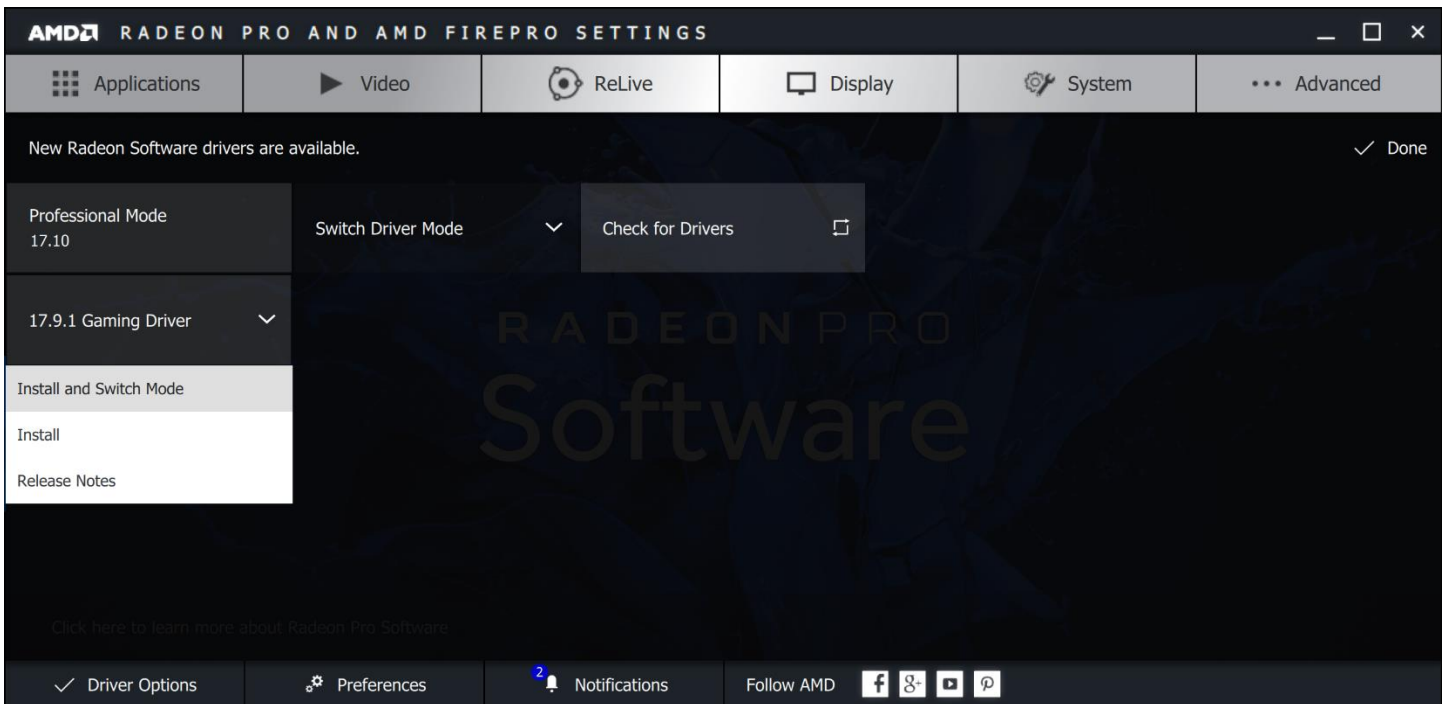 AMD RADEON PRO AND AMD FIREPRO SETTINGS
Applications Video ReLive Display System Advanced
New Radeon Software drivers are available. Done
Professional Mode
17.10
Switch Driver Mode Check for Drivers
17.9.1 Gaming Driver
RADEON PRO
Software
Install and Switch Mode
Install
Release Notes
Click here to learn more about Radeon Pro Software
Driver Options Preferences 2 Notifications Follow AMD f 8+ P